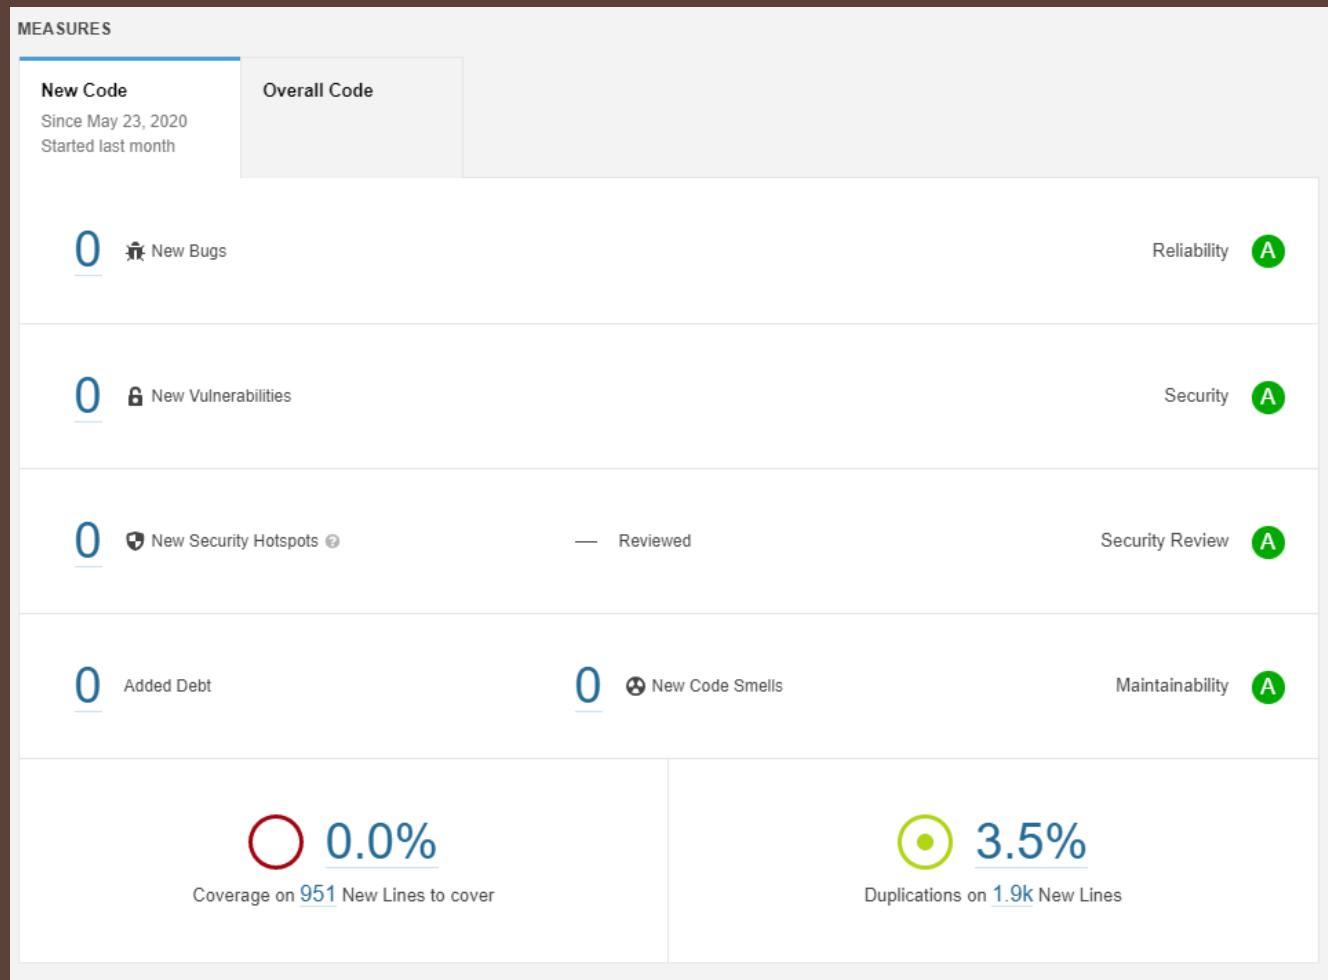 MEASURES
New Code
Since May 23, 2020
Started last month
Overall Code
0 New Bugs Reliability A
0 New Vulnerabilities Security A
0 New Security Hotspots ? — Reviewed Security Review A
0 Added Debt 0 New Code Smells Maintainability A
0.0%
Coverage on 951 New Lines to cover
3.5%
Duplications on 1.9k New Lines